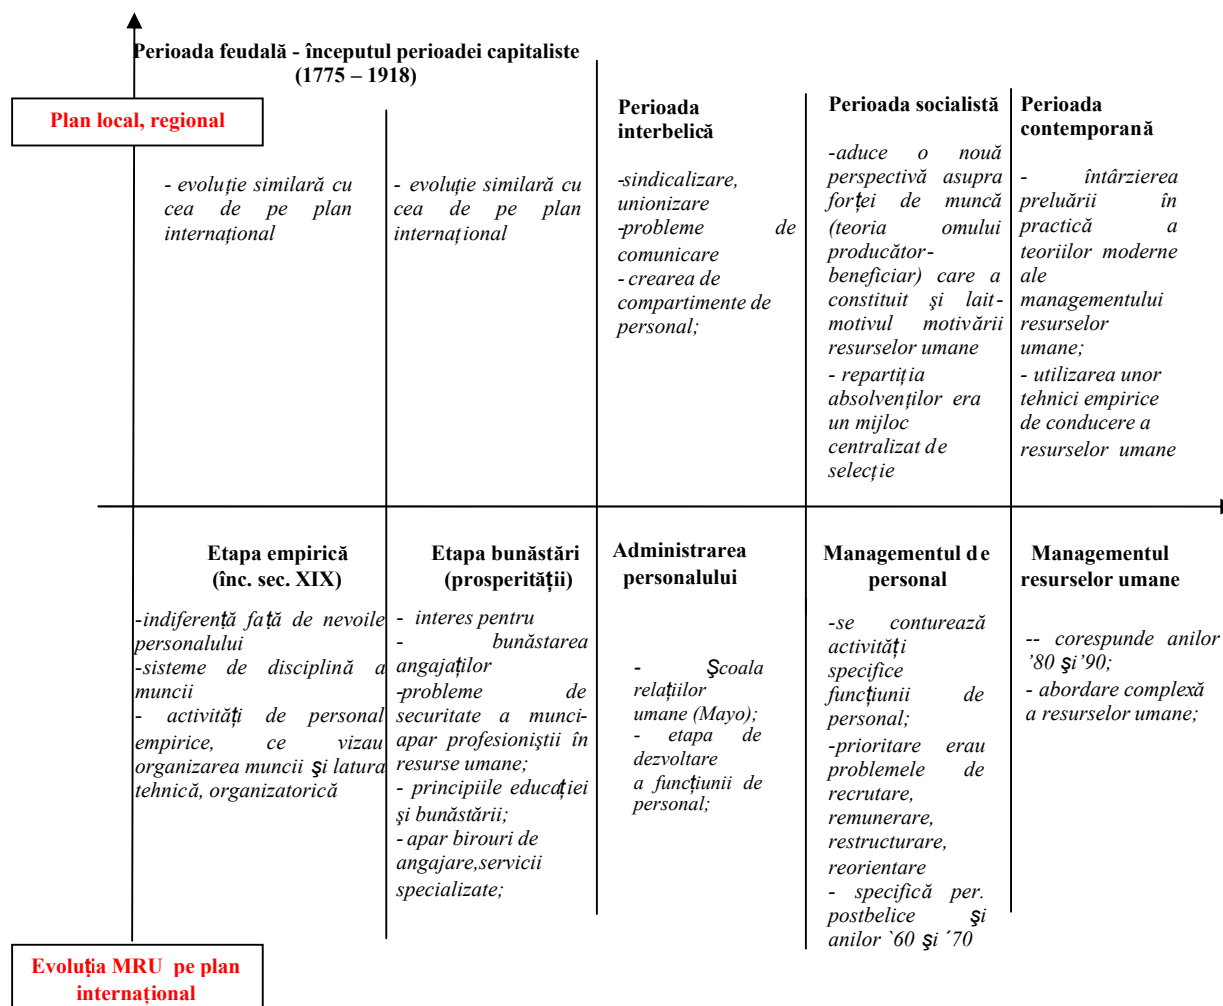 Perioada feudală - începutul perioadei capitaliste
(1775 – 1918)
Plan local, regional
- evoluție similară cu
cea de pe plan
internațional
- evoluție similară cu
cea de pe plan
internațional
Perioada
interbelică
-sindicalizare,
unionizare
-probleme de
comunicare
- crearea de
compartimente de
personal;
Perioada socialistă
-aduce o nouă
perspectivă asupra
forței de muncă
(teoria omului
producător-
beneficiar) care a
constituit şi lait-
motivul motivării
resurselor umane
- repartiția
absolvenților era
un mijloc
centralizat de
selecție
Perioada
contemporană
- întârzierea
preluării în
practică a
teoriilor moderne
ale
managementului
resurselor
umane;
- utilizarea unor
tehnici empirice
de conducere a
resurselor umane
Etapa empirică
(înc. sec. XIX)
-indiferență față de nevoile
personalului
-sisteme de disciplină a
muncii
- activități de personal
empirice, ce vizau
organizarea muncii şi latura
tehnică, organizatorică
Etapa bunăstări
(prosperității)
- interes pentru
- bunăstarea
angajaților
-probleme de
securitate a munci-
apar profesioniştii în
resurse umane;
- principiile educației
şi bunăstării;
- apar birouri de
angajare,servicii
specializate;
Administrarea
personalului
- Şcoala
relațiilor
umane (Mayo);
- etapa de
dezvoltare
a funcțiunii de
personal;
Managementul de
personal
-se conturează
activități
specifice
funcțiunii de
personal;
-prioritare erau
problemele de
recrutare,
remunerare,
restructurare,
reorientare
- specifică per.
postbelice şi
anilor `60 şi ´70
Managementul
resurselor umane
-- corespunde anilor
’80 şi’90;
- abordare complexă
a resurselor umane;
Evoluția MRU pe plan
internațional